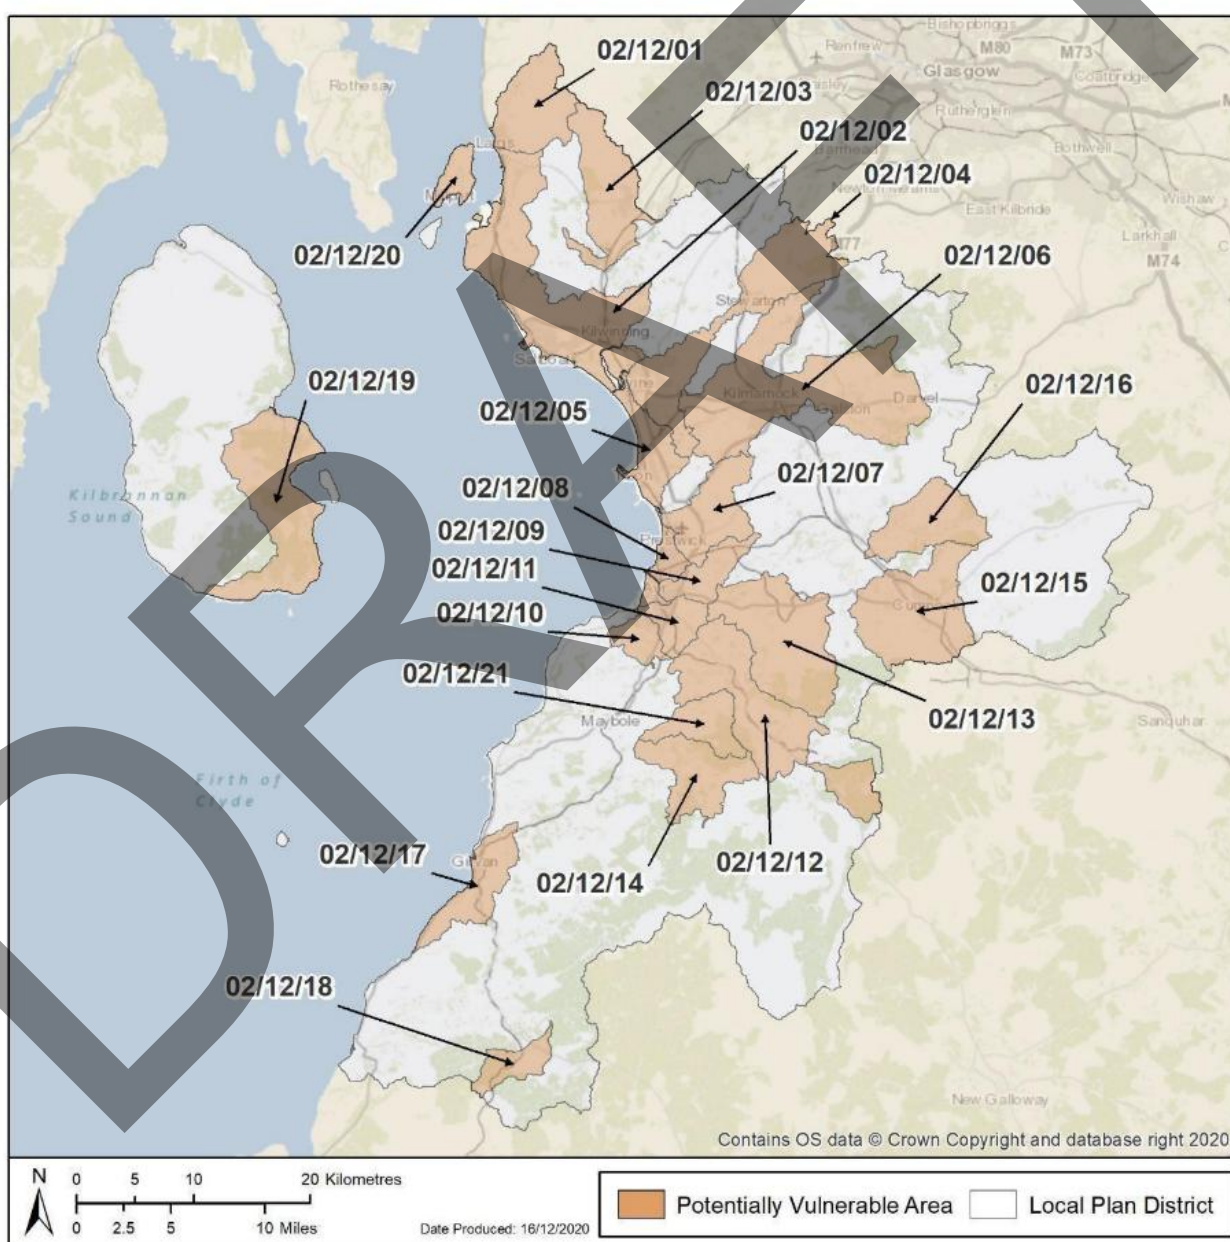 Bishopbriggs
Renfrew
M80
M73
Glasgow
Coatbridge
Rothesay
Rutherglen
Bothwell
Wishaw
East Kilbride
Larkhall
M77
M74
02/12/01
02/12/03
02/12/02
02/12/04
02/12/20
02/12/06
Stewarton
Kilwinning
02/12/19
02/12/16
Kilmarnock
Darvel
02/12/05
02/12/07
02/12/08
Kilbrannan
Sound
02/12/09
Prestwick
02/12/11
02/12/15
02/12/10
02/12/21
Maybole
02/12/13
Sanquhar
Firth of
Clyde
02/12/17
Girvan
02/12/14
02/12/12
02/12/18
New Galloway
DRAFT
Contains OS data © Crown Copyright and database right 2020
N
0 5 10 20 Kilometres
0 2.5 5 10 Miles
Date Produced: 16/12/2020
Potentially Vulnerable Area
Local Plan District